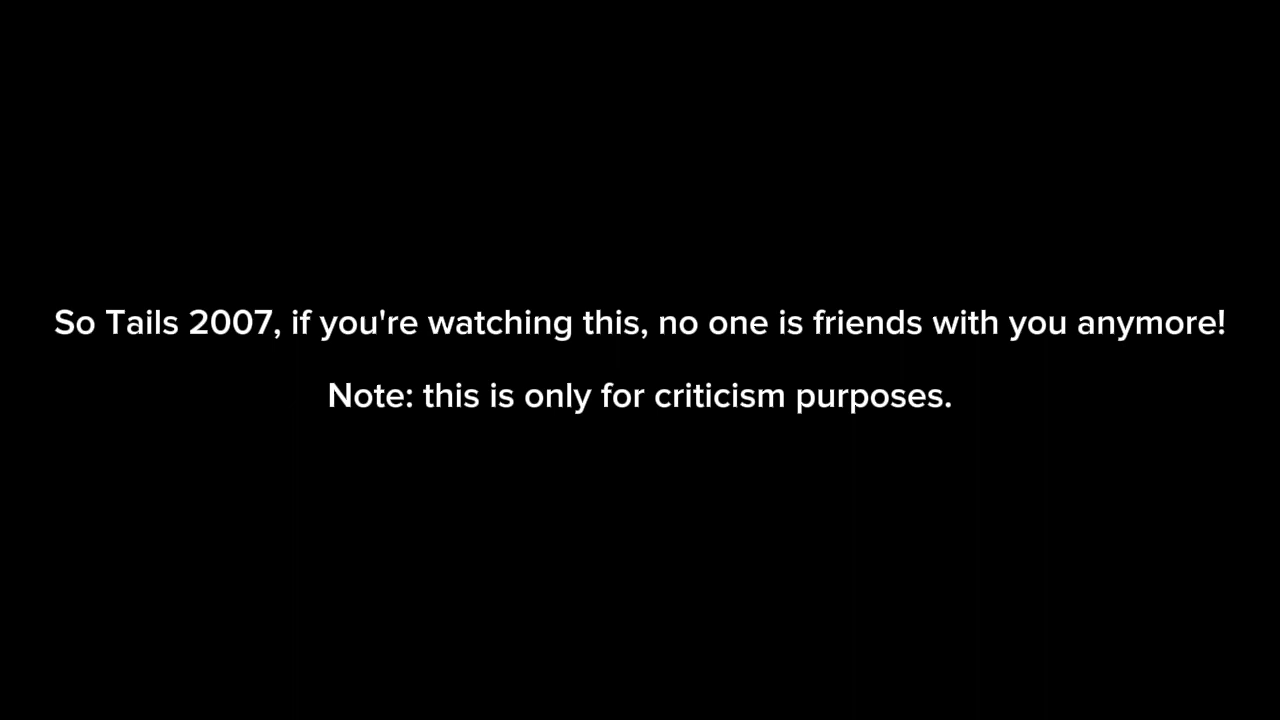 So Tails 2007, if you're watching this, no one is friends with you anymore!
Note: this is only for criticism purposes.